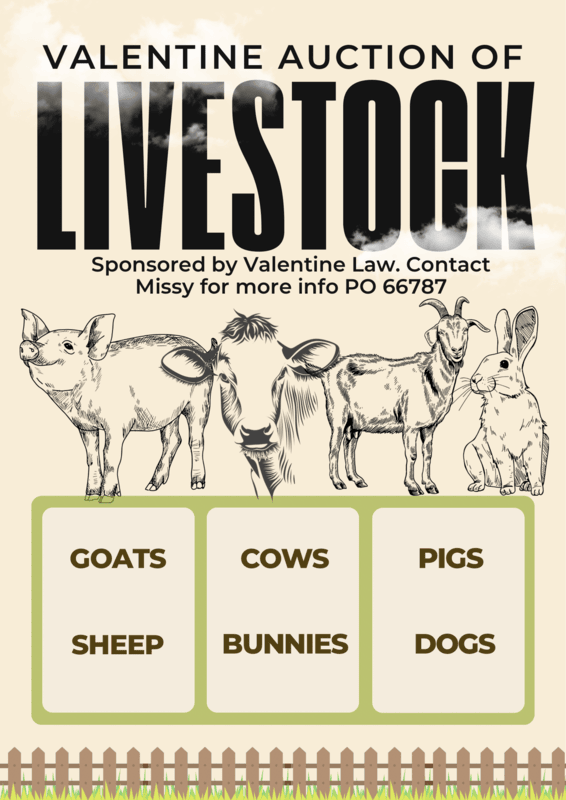 VALENTINE AUCTION OF
LIVESTOCK
Sponsored by Valentine Law. Contact
Missy for more info PO 66787
GOATS
COWS
PIGS
SHEEP
BUNNIES
DOGS